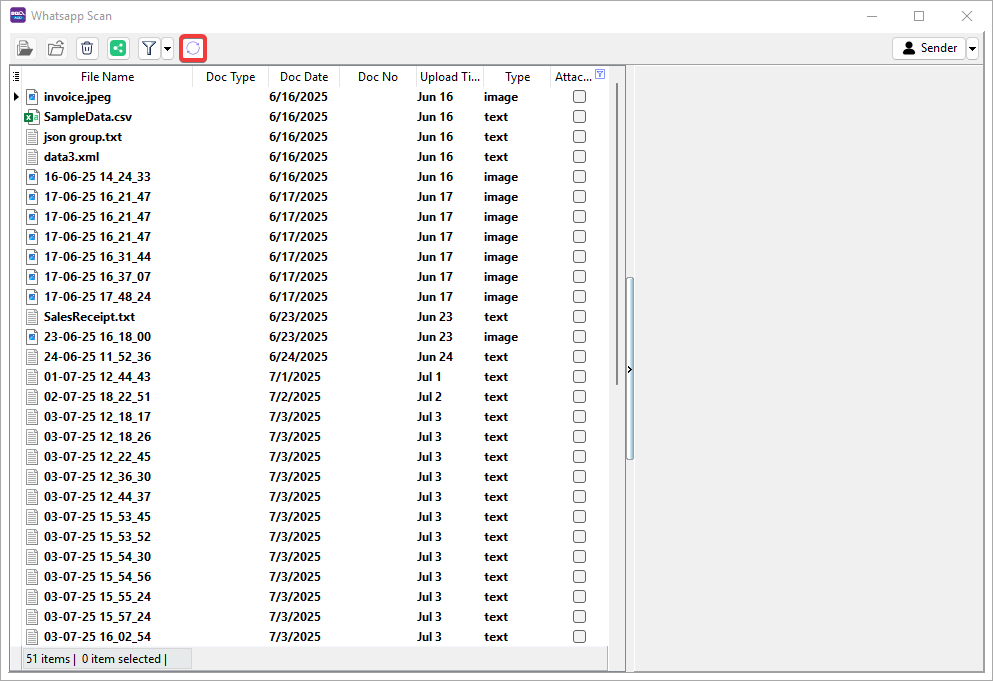 Whatsapp Scan
Sender
File Name Doc Type Doc Date Doc No Upload Ti... Type Attac...
invoice.jpeg 6/16/2025 Jun 16 image
SampleData.csv 6/16/2025 Jun 16 text
json group.txt 6/16/2025 Jun 16 text
data3.xml 6/16/2025 Jun 16 text
16-06-25 14_24_33 6/16/2025 Jun 16 image
17-06-25 16_21_47 6/17/2025 Jun 17 image
17-06-25 16_21_47 6/17/2025 Jun 17 image
17-06-25 16_21_47 6/17/2025 Jun 17 image
17-06-25 16_31_44 6/17/2025 Jun 17 image
17-06-25 16_37_07 6/17/2025 Jun 17 image
17-06-25 17_48_24 6/17/2025 Jun 17 image
SalesReceipt.txt 6/23/2025 Jun 23 text
23-06-25 16_18_00 6/23/2025 Jun 23 image
24-06-25 11_52_36 6/24/2025 Jun 24 text
01-07-25 12_44_43 7/1/2025 Jul 1 text
02-07-25 18_22_51 7/2/2025 Jul 2 text
03-07-25 12_18_17 7/3/2025 Jul 3 text
03-07-25 12_18_26 7/3/2025 Jul 3 text
03-07-25 12_22_45 7/3/2025 Jul 3 text
03-07-25 12_36_30 7/3/2025 Jul 3 text
03-07-25 12_44_37 7/3/2025 Jul 3 text
03-07-25 15_53_45 7/3/2025 Jul 3 text
03-07-25 15_53_52 7/3/2025 Jul 3 text
03-07-25 15_54_30 7/3/2025 Jul 3 text
03-07-25 15_54_56 7/3/2025 Jul 3 text
03-07-25 15_55_24 7/3/2025 Jul 3 text
03-07-25 15_57_24 7/3/2025 Jul 3 text
03-07-25 16_02_54 7/3/2025 Jul 3 text
51 items | 0 item selected |